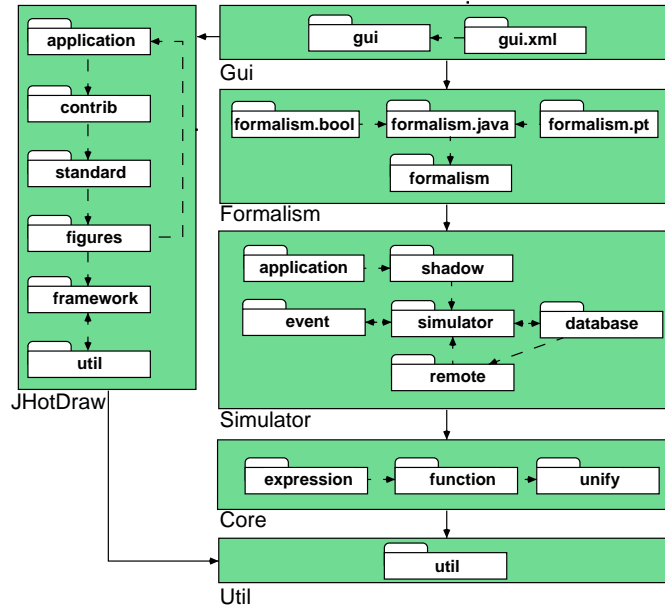 application
contrib
standard
figures
framework
util
JHotDraw
gui
gui.xml
Gui
formalism.bool
formalism.java
formalism.pt
formalism
Formalism
application
shadow
event
simulator
database
remote
Simulator
expression
function
unify
Core
util
Util